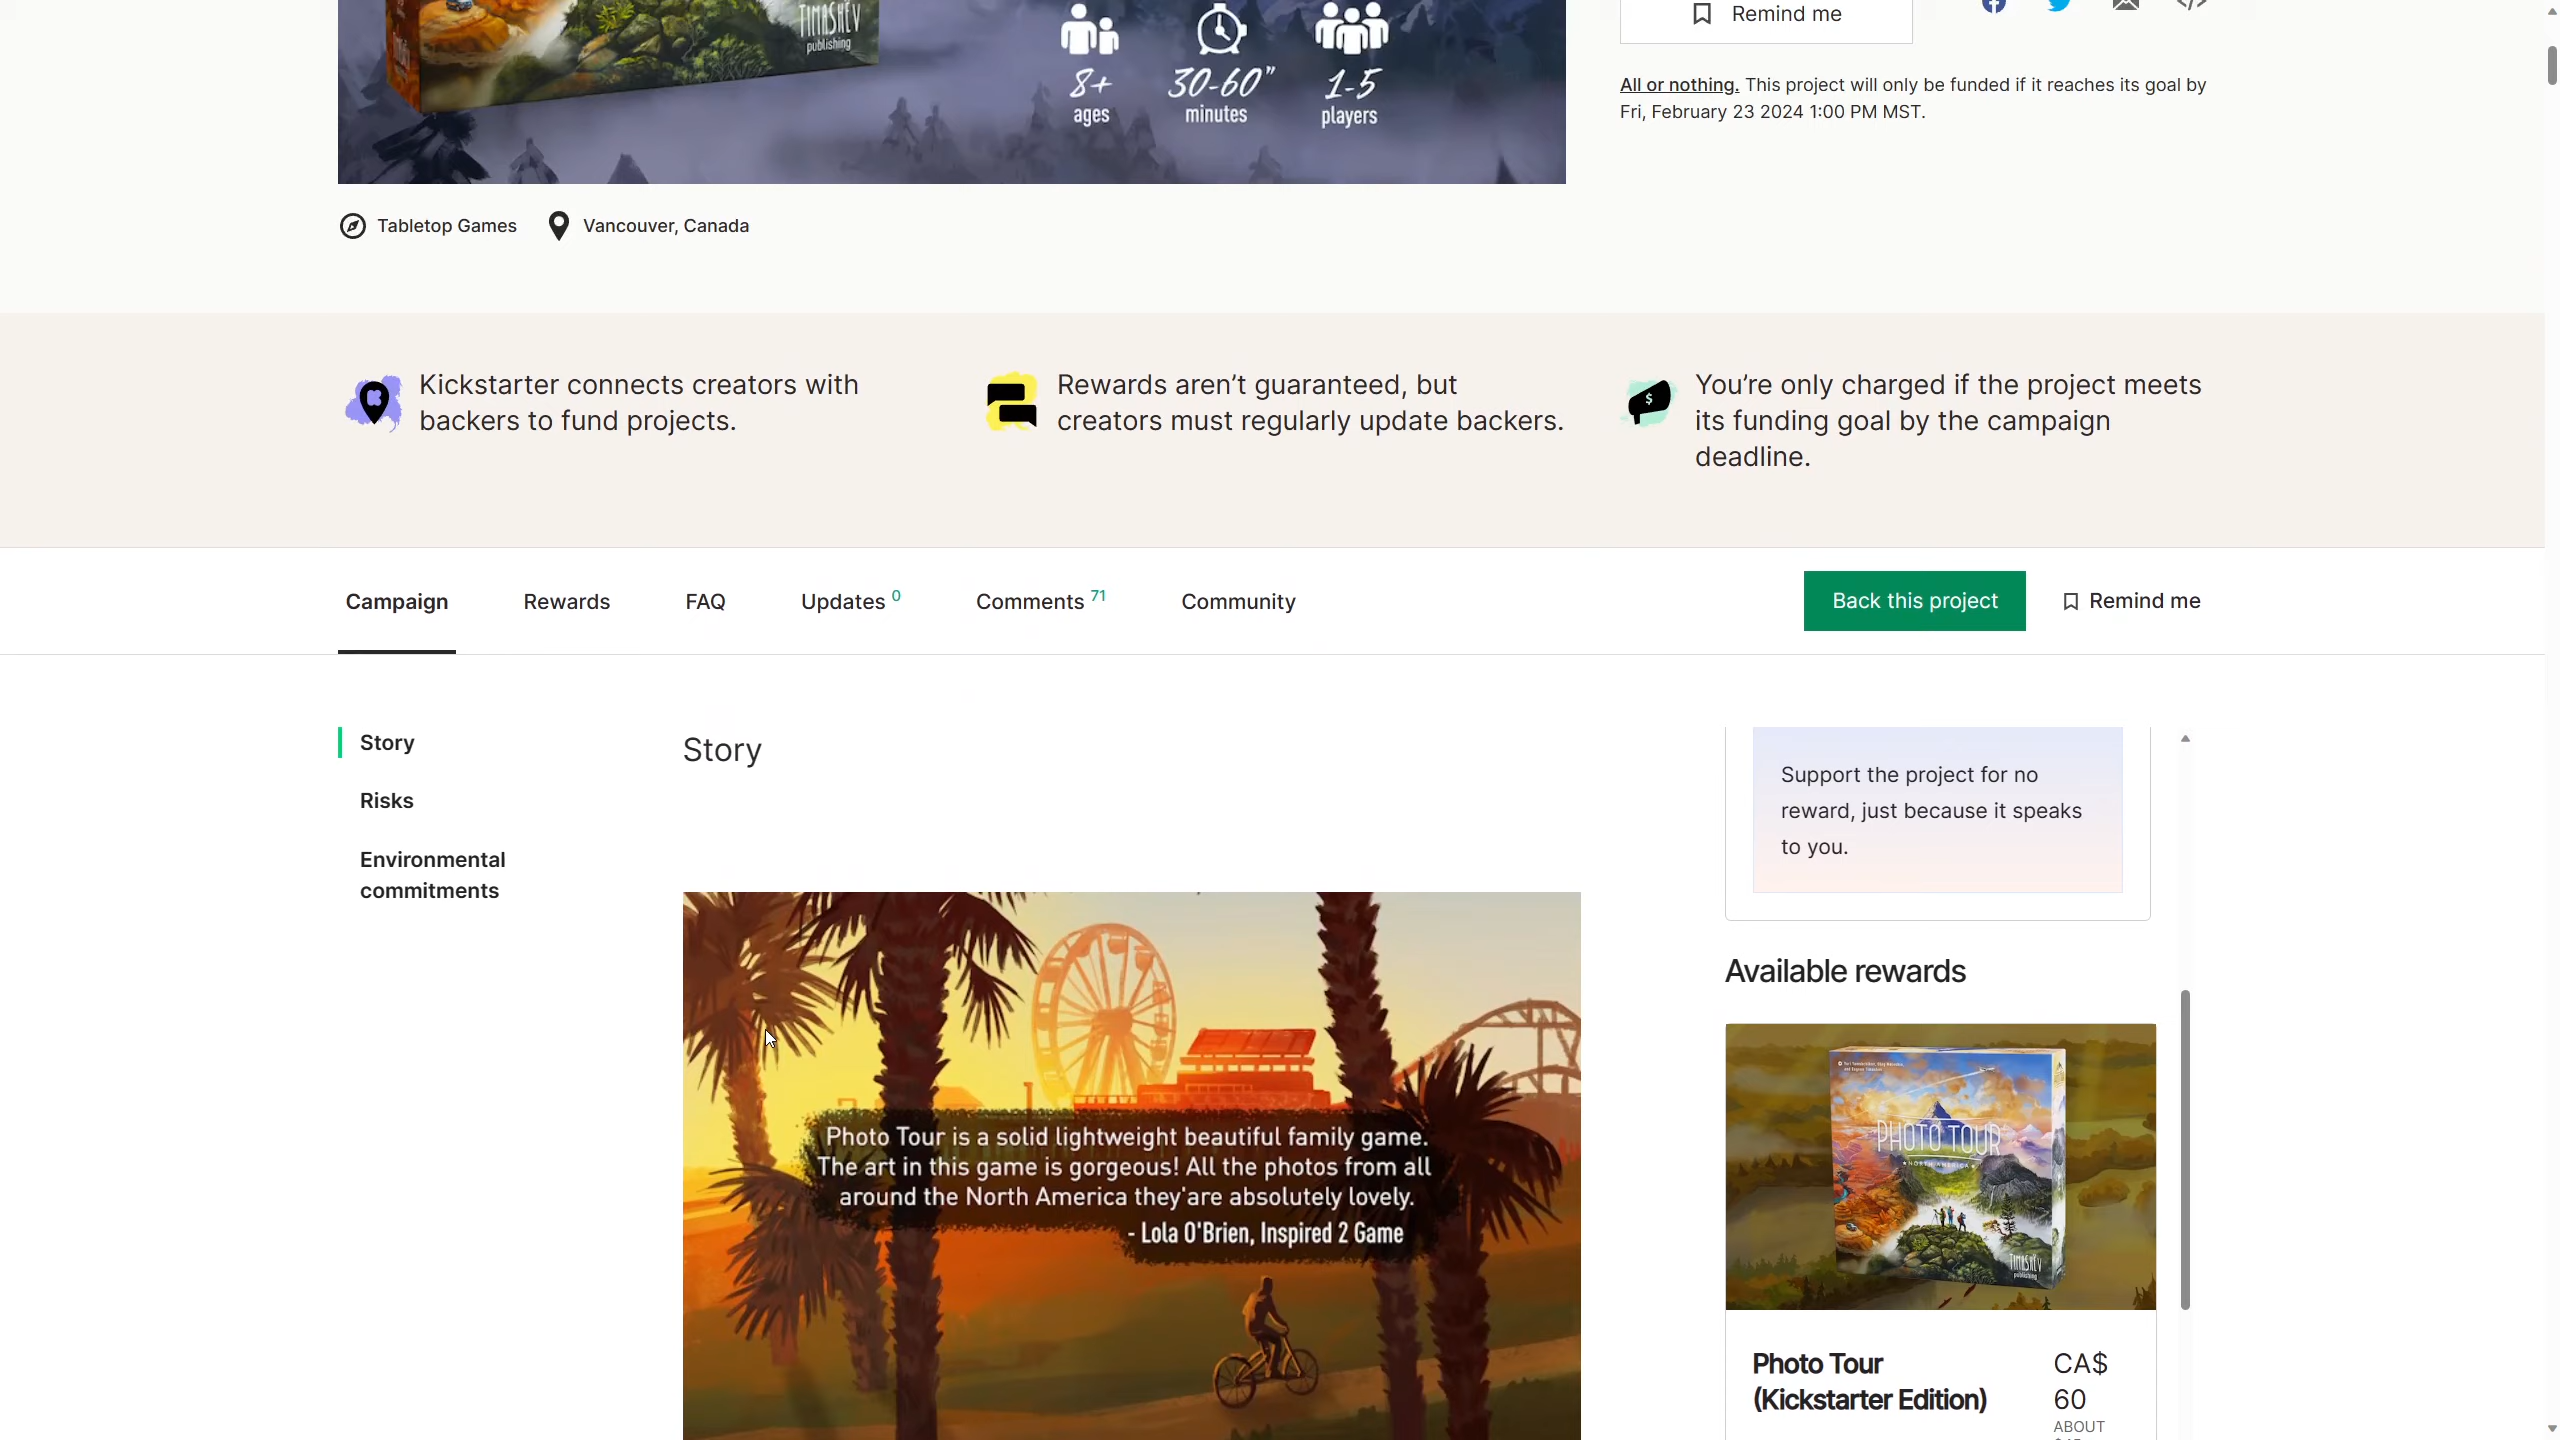 TIMASHËV
publishing
8+
ages
30-60"
minutes
1-5
players
Remind me
All or nothing. This project will only be funded if it reaches its goal by
Fri, February 23 2024 1:00 PM MST.
Tabletop Games
Vancouver, Canada
Kickstarter connects creators with
backers to fund projects.
Rewards aren’t guaranteed, but
creators must regularly update backers.
$
You’re only charged if the project meets
its funding goal by the campaign
deadline.
Campaign
Rewards
FAQ
Updates 0
Comments 71
Community
Back this project
Remind me
Story
Risks
Environmental
commitments
Story
Photo Tour is a solid lightweight beautiful family game.
The art in this game is gorgeous! All the photos from all
around the North America they'are absolutely lovely.
- Lola O'Brien, Inspired 2 Game
Support the project for no
reward, just because it speaks
to you.
Available rewards
PHOTO TOUR
NORTH AMERICA
TIMASHËV
publishing
Photo Tour
(Kickstarter Edition)
CA$
60
ABOUT